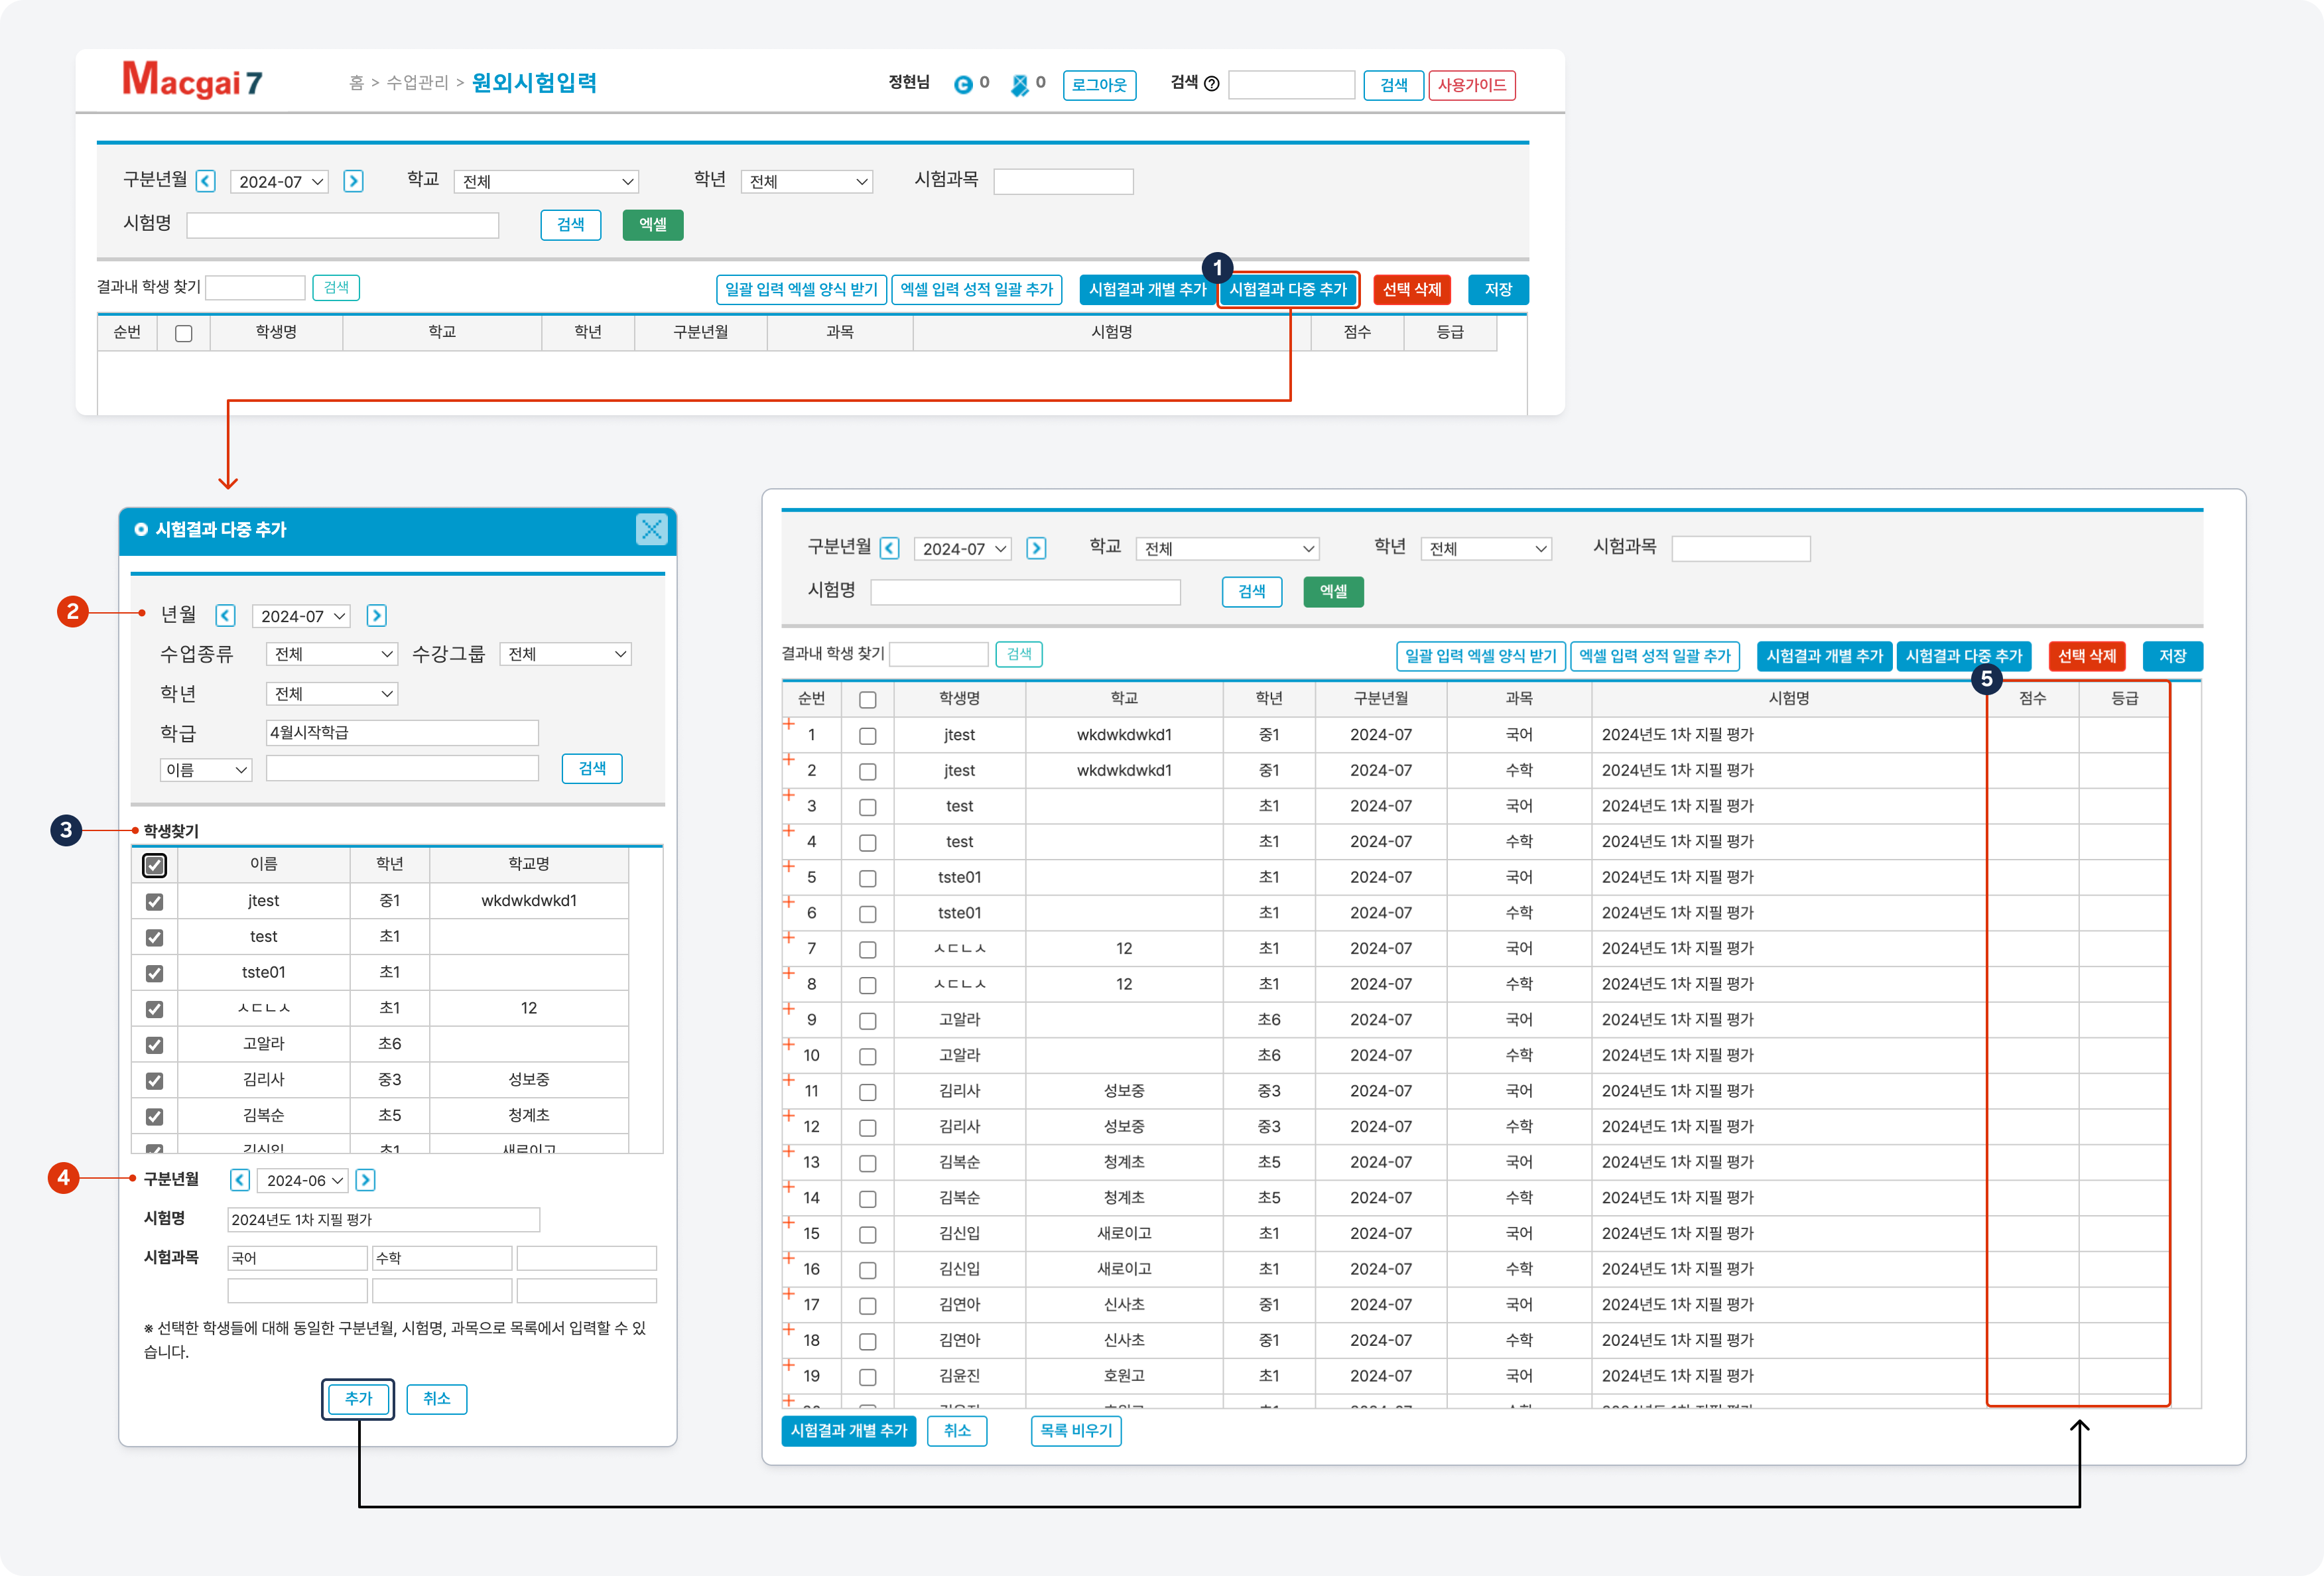 Macgai 7 홈 > 수업관리 > 원외시험입력 정현님 0 0 로그아웃 검색 ? 검색 사용가이드
구분년월 2024-07 학교 전체 학년 전체 시험과목
시험명 검색 엑셀
1
결과내 학생 찾기 검색 일괄 입력 엑셀 양식 받기 엑셀 입력 성적 일괄 추가 시험결과 개별 추가 시험결과 다중 추가 선택 삭제 저장
순번 학생명 학교 학년 구분년월 과목 시험명 점수 등급
시험결과 다중 추가
2 년월 2024-07
수업종류 전체 수강그룹 전체
학년 전체
학급 4월시작학급
이름 검색
3 학생찾기
이름 학년 학교명
jtest 중1 wkdwkdwkd1
test 초1
tste01 초1
ㅅㄷㄴㅅ 초1 12
고알라 초6
김리사 중3 성보중
김복순 초5 청계초
김신입 초1 새로이고
4 구분년월 2024-06
시험명 2024년도 1차 지필 평가
시험과목 국어 수학
※ 선택한 학생들에 대해 동일한 구분년월, 시험명, 과목으로 목록에서 입력할 수 있
습니다.
추가 취소
구분년월 2024-07 학교 전체 학년 전체 시험과목
시험명 검색 엑셀
결과내 학생 찾기 검색 일괄 입력 엑셀 양식 받기 엑셀 입력 성적 일괄 추가 시험결과 개별 추가 시험결과 다중 추가 선택 삭제 저장
5
순번 학생명 학교 학년 구분년월 과목 시험명 점수 등급
1 jtest wkdwkdwkd1 중1 2024-07 국어 2024년도 1차 지필 평가
2 jtest wkdwkdwkd1 중1 2024-07 수학 2024년도 1차 지필 평가
3 test 초1 2024-07 국어 2024년도 1차 지필 평가
4 test 초1 2024-07 수학 2024년도 1차 지필 평가
5 tste01 초1 2024-07 국어 2024년도 1차 지필 평가
6 tste01 초1 2024-07 수학 2024년도 1차 지필 평가
7 ㅅㄷㄴㅅ 12 초1 2024-07 국어 2024년도 1차 지필 평가
8 ㅅㄷㄴㅅ 12 초1 2024-07 수학 2024년도 1차 지필 평가
9 고알라 초6 2024-07 국어 2024년도 1차 지필 평가
10 고알라 초6 2024-07 수학 2024년도 1차 지필 평가
11 김리사 성보중 중3 2024-07 국어 2024년도 1차 지필 평가
12 김리사 성보중 중3 2024-07 수학 2024년도 1차 지필 평가
13 김복순 청계초 초5 2024-07 국어 2024년도 1차 지필 평가
14 김복순 청계초 초5 2024-07 수학 2024년도 1차 지필 평가
15 김신입 새로이고 초1 2024-07 국어 2024년도 1차 지필 평가
16 김신입 새로이고 초1 2024-07 수학 2024년도 1차 지필 평가
17 김연아 신사초 중1 2024-07 국어 2024년도 1차 지필 평가
18 김연아 신사초 중1 2024-07 수학 2024년도 1차 지필 평가
19 김윤진 호원고 초1 2024-07 국어 2024년도 1차 지필 평가
시험결과 개별 추가 취소 목록 비우기